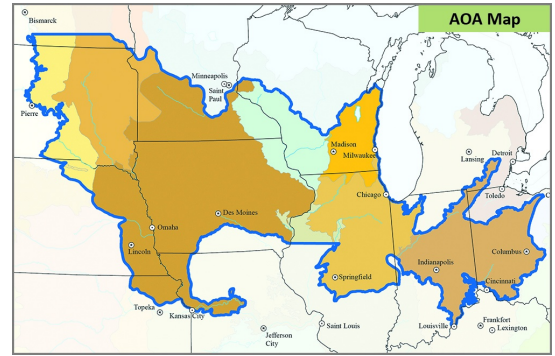 AOA Map
Bismarck
Minneapolis
Saint
Paul
Pierre
Madison
Milwaukee
Lansing
Detroit
Chicago
Toledo
Des Moines
Omaha
Lincoln
Columbus
Indianapolis
Springfield
Cincinnati
Topeka
Kansas City
Jefferson
City
Saint Louis
Louisville
Frankfort
Lexington